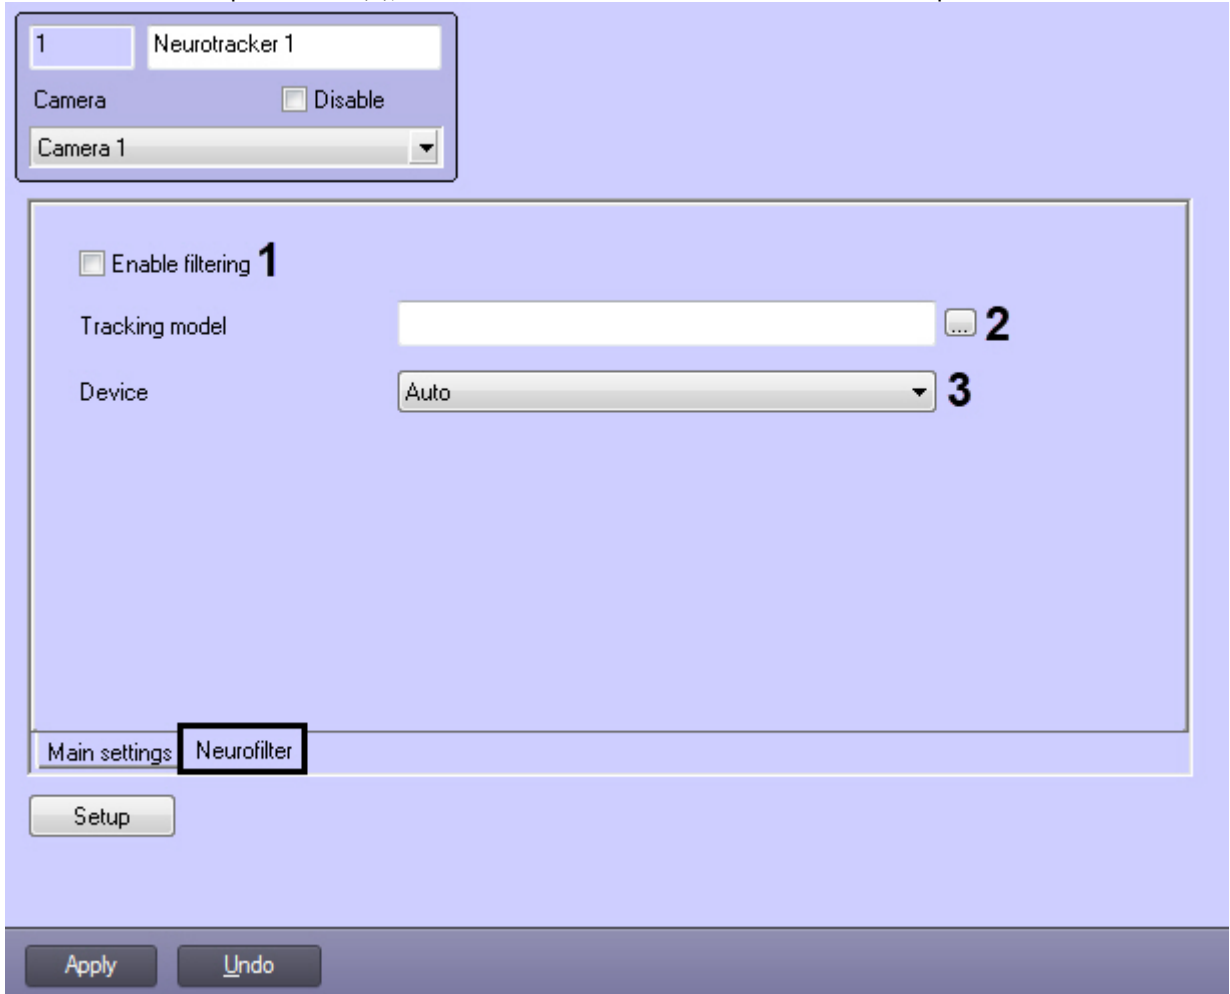 1 Neurotracker 1
Camera Disable
Camera 1
Enable filtering 1
Tracking model ... 2
Device Auto 3
Main settings Neurofilter
Setup
Apply Undo